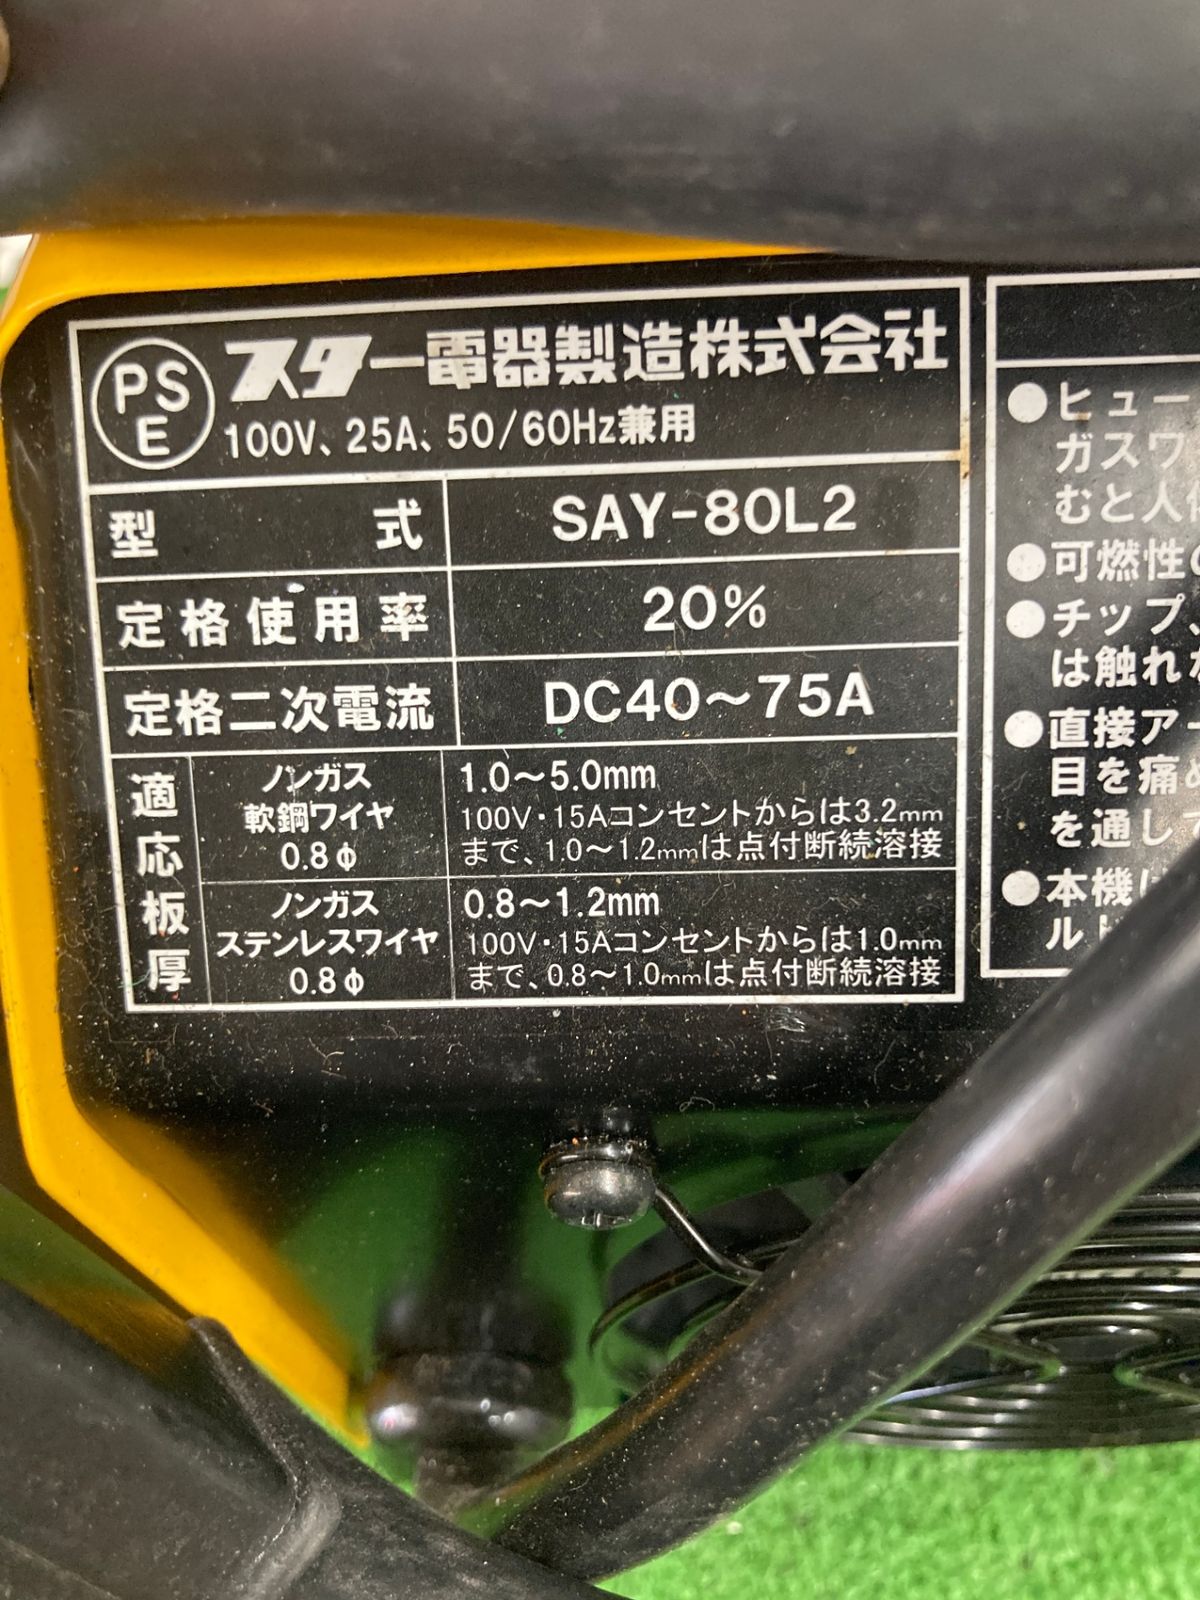 PSE スター電器製造株式会社
100V、25A、50/60Hz兼用
型式 SAY-80L2
定格使用率 20%
定格二次電流 DC40～75A
適応板厚
ノンガス
軟鋼ワイヤ
0.8φ
1.0～5.0mm
100V・15Aコンセントからは3.2mm
まで、1.0～1.2mmは点付断続溶接
ノンガス
ステンレスワイヤ
0.8φ
0.8～1.2mm
100V・15Aコンセントからは1.0mm
まで、0.8～1.0mmは点付断続溶接
●ヒュー
ガスワ
むと人
●可燃性
●チップ、
は触れ
●直接アー
目を痛
を通し
●本機
ル